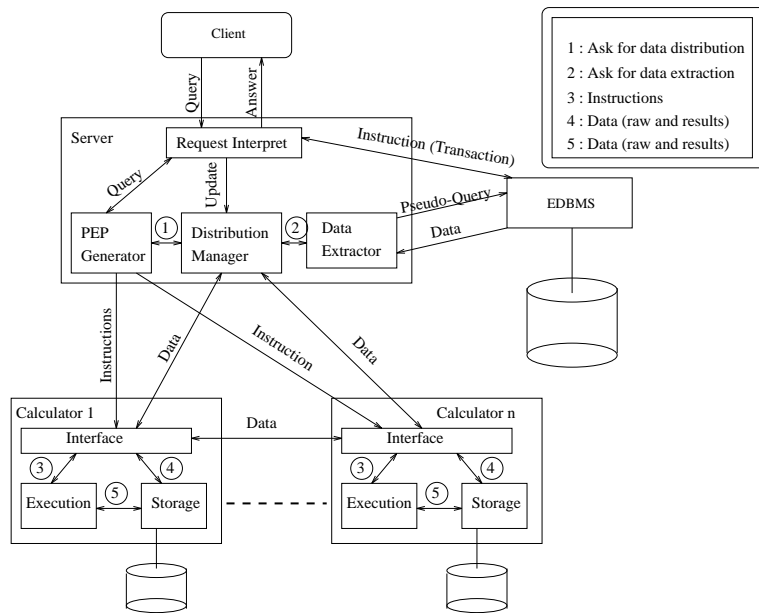 Client
1 : Ask for data distribution
2 : Ask for data extraction
3 : Instructions
4 : Data (raw and results)
5 : Data (raw and results)
Query
Answer
Server
Request Interpret
Instruction (Transaction)
Query
Update
Pseudo-Query
EDBMS
PEP
Generator
1
Distribution
Manager
2
Data
Extractor
Data
Instructions
Data
Instruction
Data
Calculator 1
Interface
3
4
Execution
5
Storage
Data
Calculator n
Interface
3
4
Execution
5
Storage